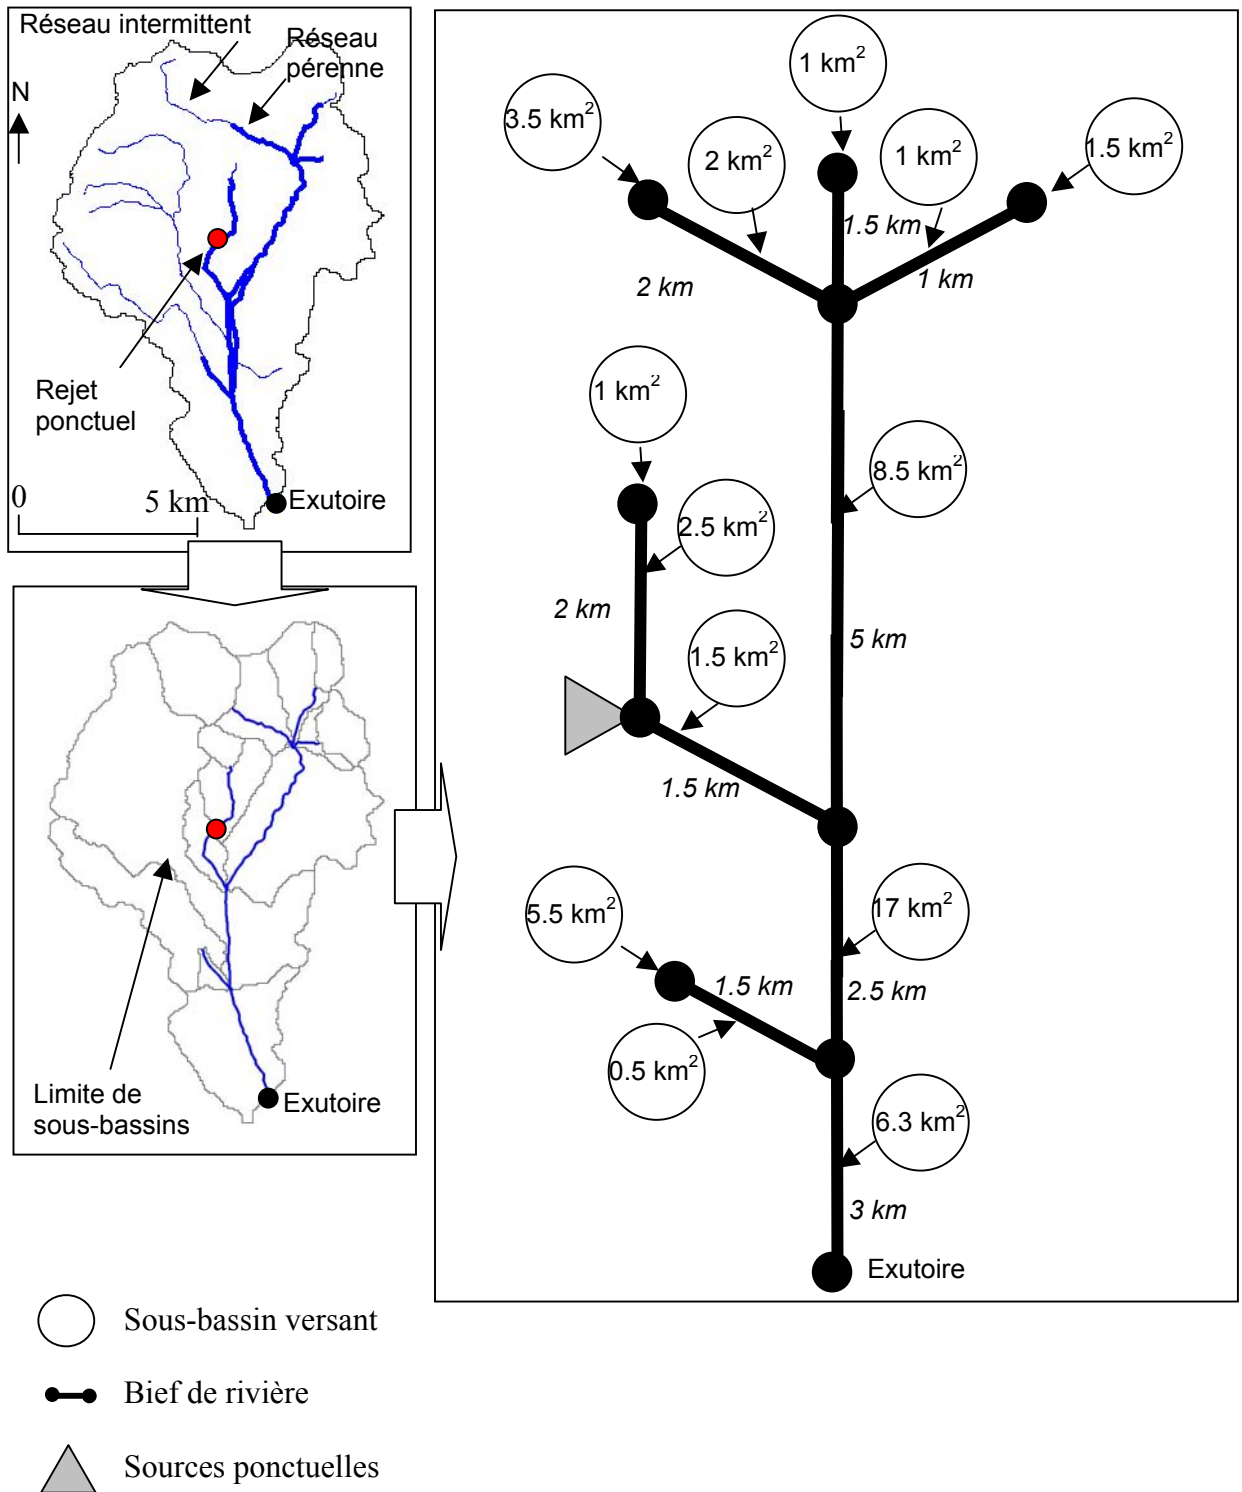 Réseau intermittent
Réseau
pérenne
N
Rejet
ponctuel
0
5 km
Exutoire
Limite de
sous-bassins
Exutoire
1 km²
3.5 km²
2 km²
1 km²
1.5 km²
1.5 km
2 km
1 km
1 km²
8.5 km²
2.5 km²
2 km
1.5 km²
5 km
1.5 km
5.5 km²
17 km²
1.5 km
2.5 km
0.5 km²
6.3 km²
3 km
Exutoire
Sous-bassin versant
Bief de rivière
Sources ponctuelles